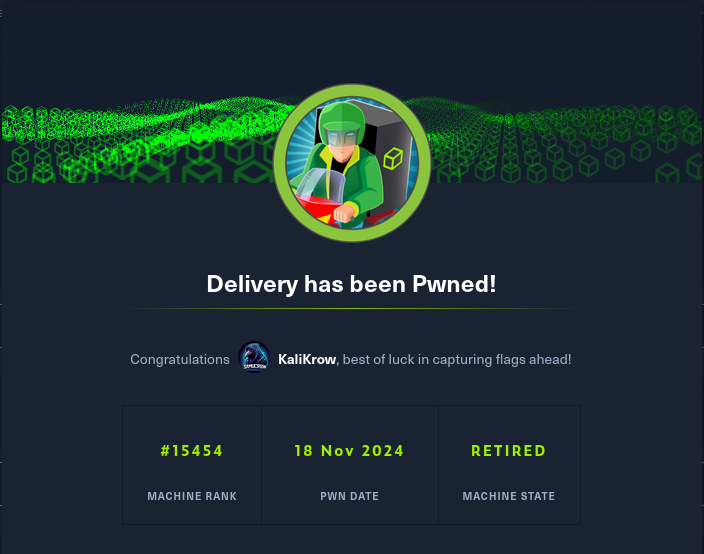 Delivery has been Pwned!
Congratulations KaliKrow, best of luck in capturing flags ahead!
#15454 18 Nov 2024 RETIRED
MACHINE RANK PWN DATE MACHINE STATE